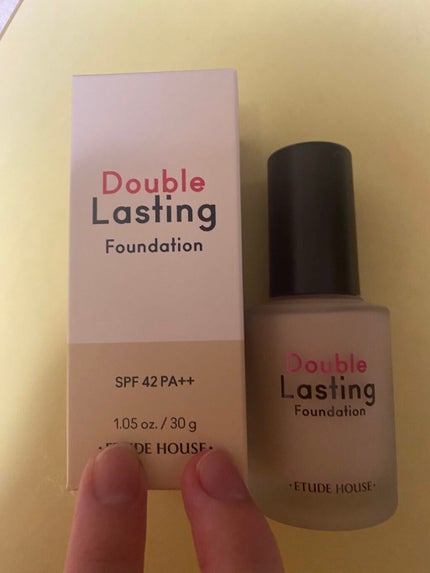 Double
Lasting
Foundation
SPF 42 PA++
1.05 oz. / 30 g
·ETUDE HOUSE·
Double
Lasting
Foundation
·ETUDE HOUSE·